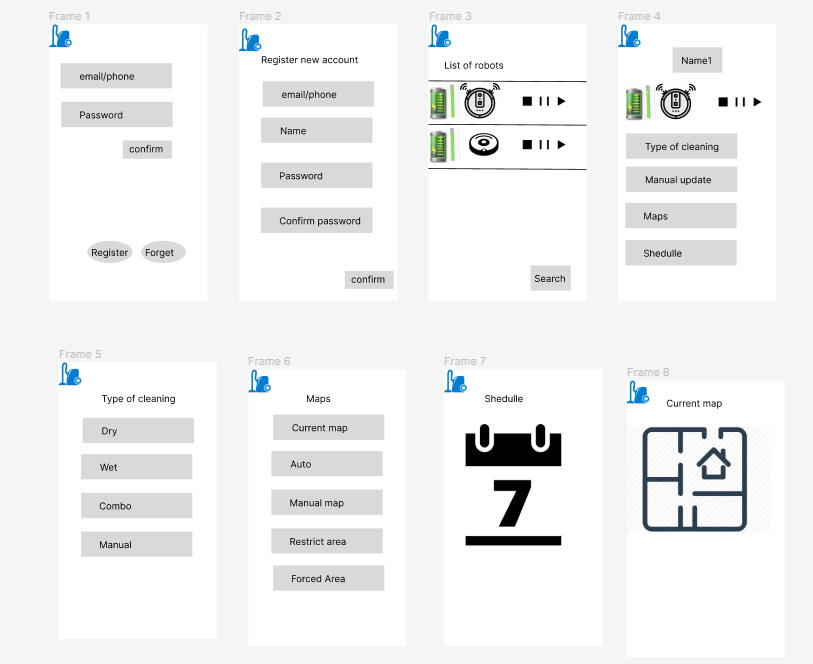 Frame 1
email/phone
Password
confirm
Register
Forget
Frame 2
Register new account
email/phone
Name
Password
Confirm password
confirm
Frame 3
List of robots
Search
Frame 4
Name1
Type of cleaning
Manual update
Maps
Shedulle
Frame 5
Type of cleaning
Dry
Wet
Combo
Manual
Frame 6
Maps
Current map
Auto
Manual map
Restrict area
Forced Area
Frame 7
Shedulle
7
Frame 8
Current map